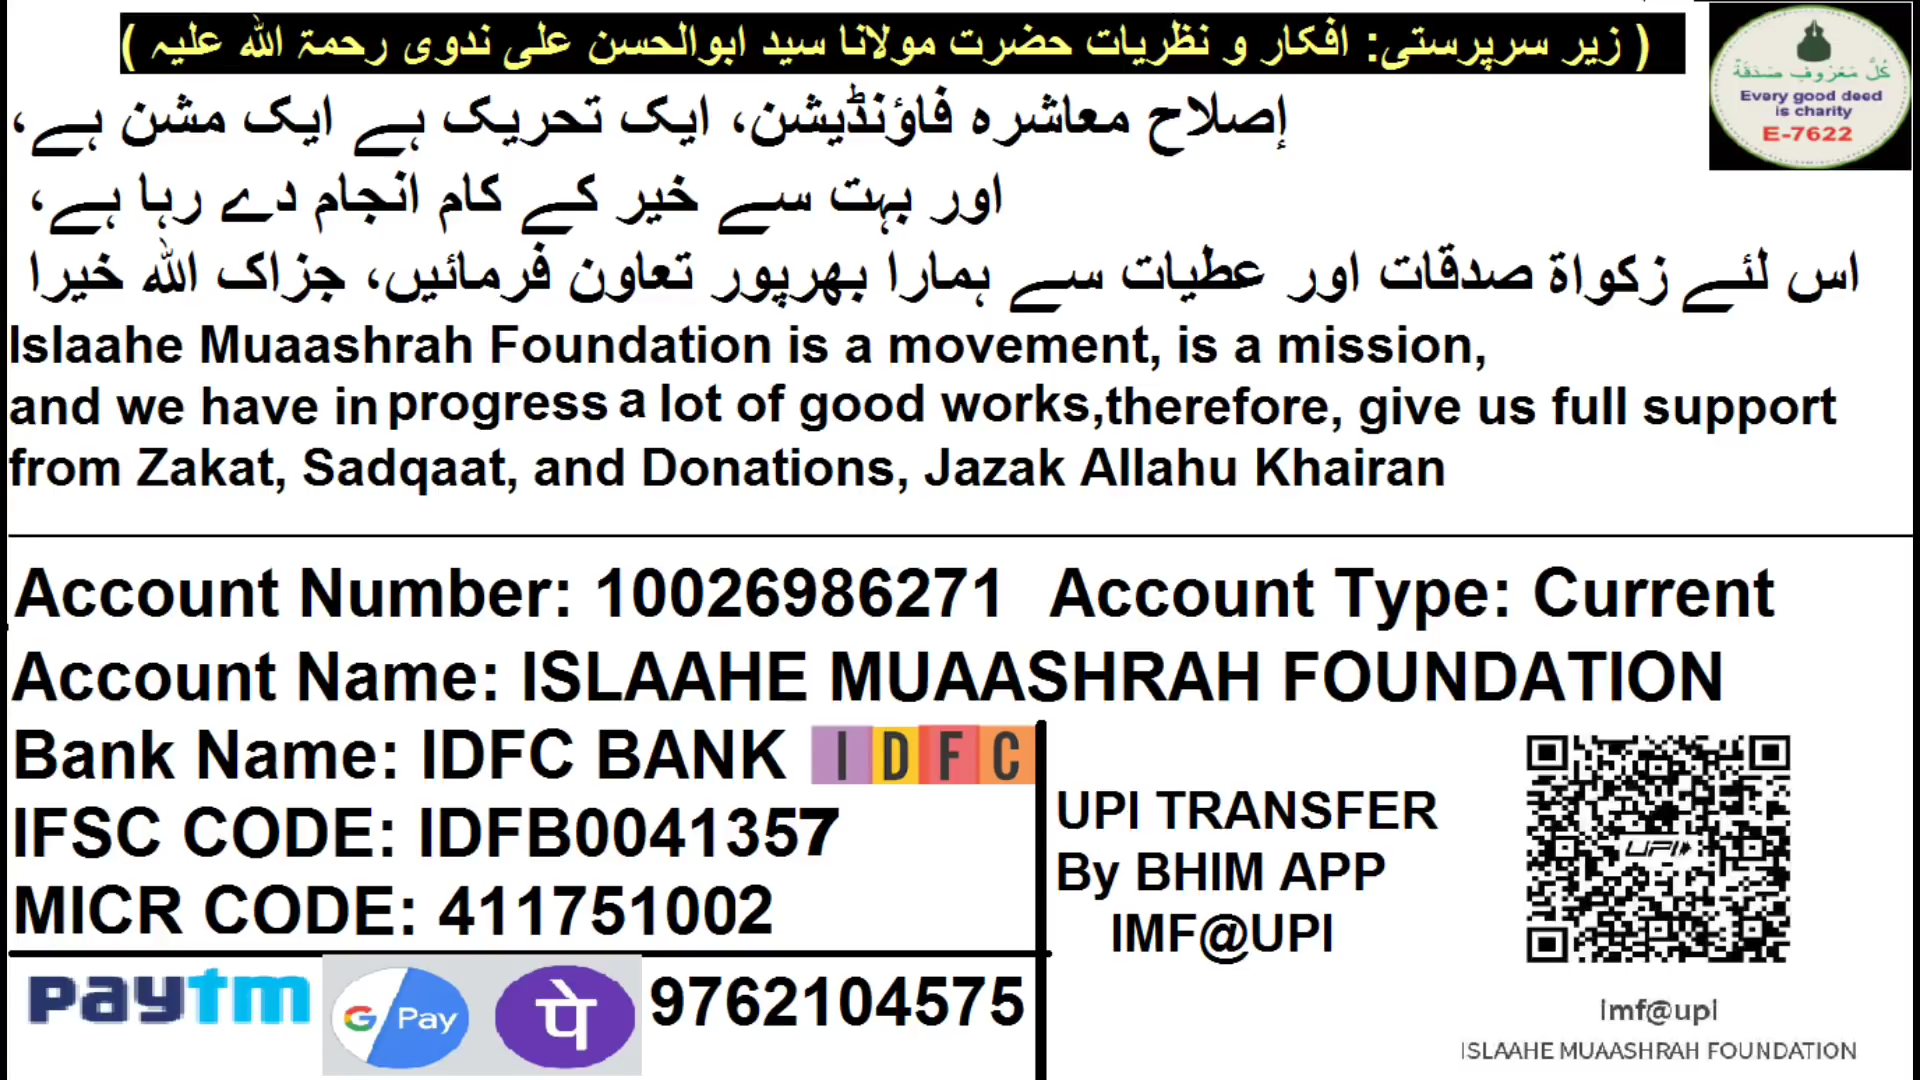 ( زیر سرپرستی: افکار و نظریات حضرت مولانا سید ابوالحسن علی ندوی رحمۃ اللہ علیہ )
كُلُّ مَعْرُوفٍ صَدَقَةٌ
Every good deed
is charity
E-7622
إصلاح معاشرہ فاؤنڈیشن، ایک تحریک ہے ایک مشن ہے،
اور بہت سے خیر کے کام انجام دے رہا ہے،
اس لئے زکواۃ صدقات اور عطیات سے ہمارا بھرپور تعاون فرمائیں، جزاک اللہ خیرا
Islaahe Muaashrah Foundation is a movement, is a mission,
and we have in progress a lot of good works,therefore, give us full support
from Zakat, Sadqaat, and Donations, Jazak Allahu Khairan
Account Number: 10026986271 Account Type: Current
Account Name: ISLAAHE MUAASHRAH FOUNDATION
Bank Name: IDFC BANK IDFC
IFSC CODE: IDFB0041357
MICR CODE: 411751002
UPI TRANSFER
By BHIM APP
IMF@UPI
UPI
imf@upi
ISLAAHE MUAASHRAH FOUNDATION
paytm G Pay पे 9762104575